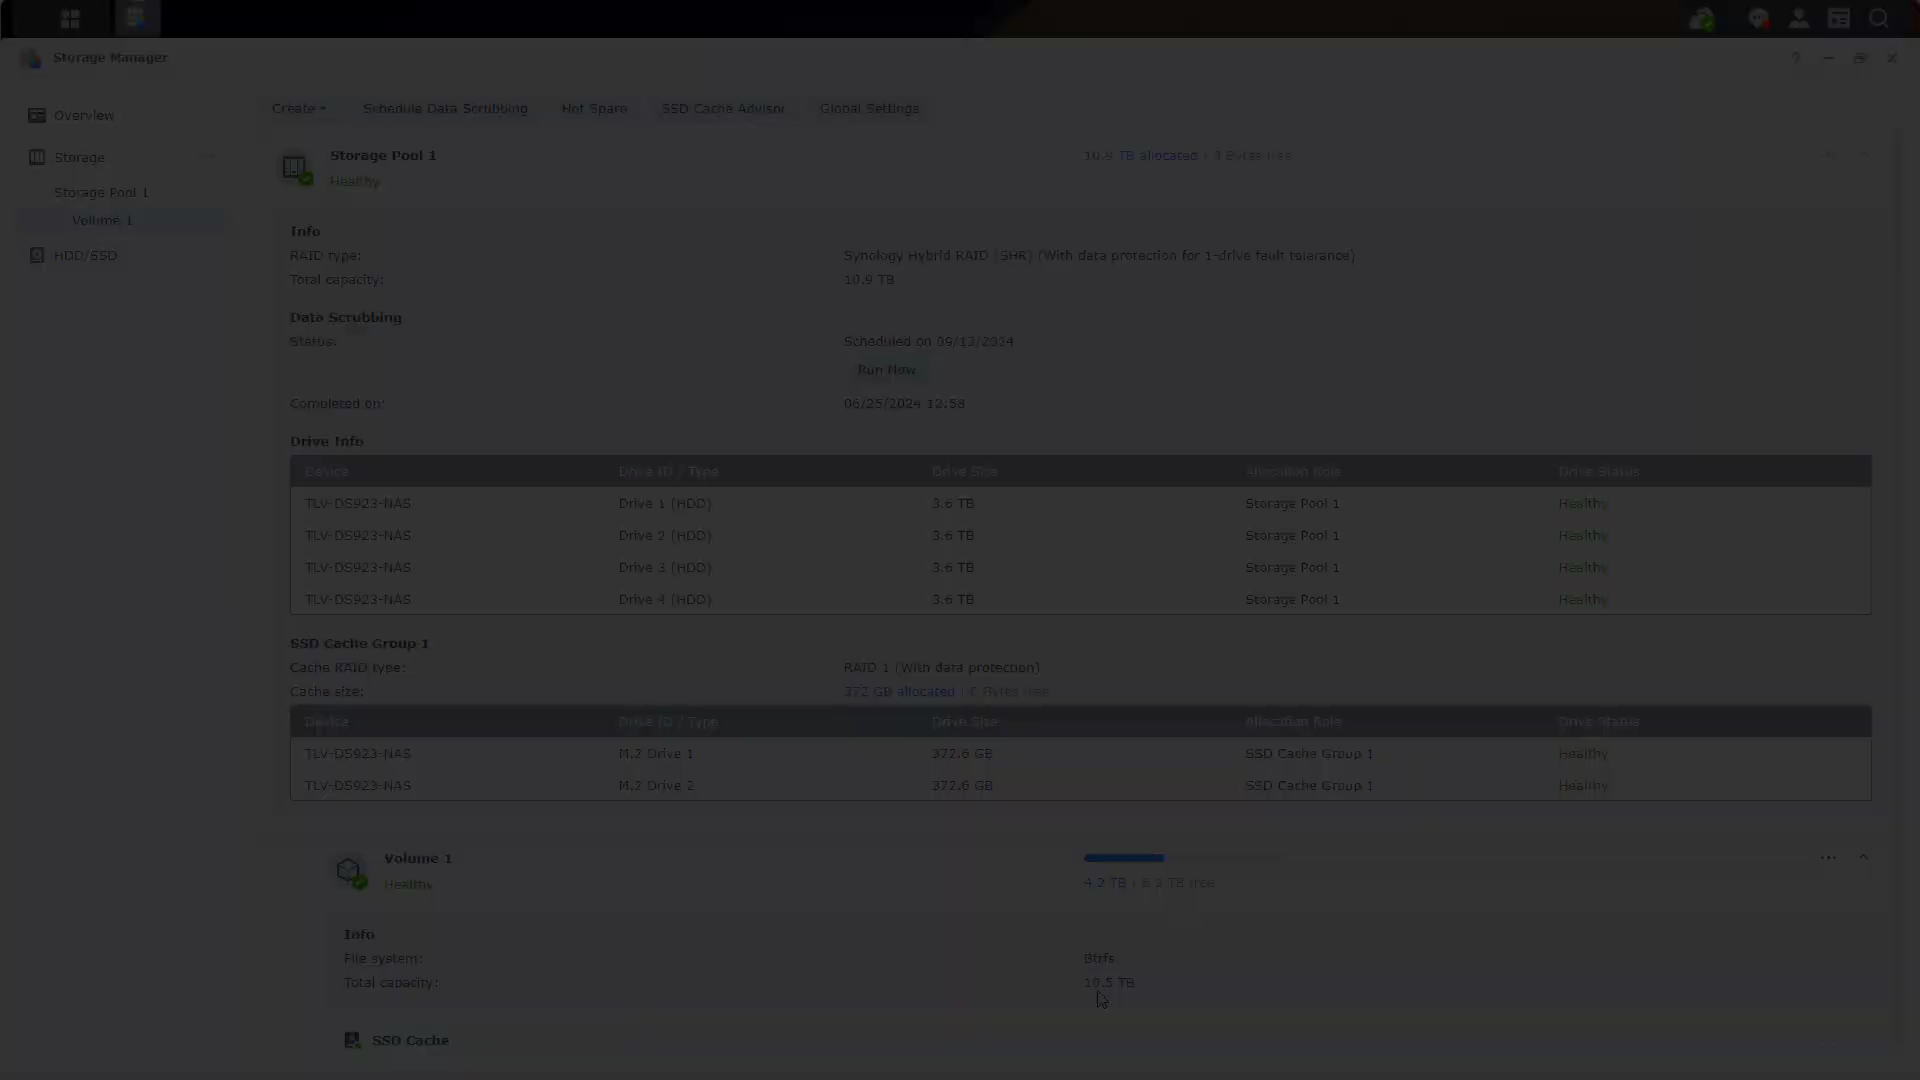 Storage Manager
Overview
Storage
Storage Pool 1
Volume 1
HDD/SSD
Create
Schedule Data Scrubbing
Hot Spare
SSD Cache Advisor
Global Settings
Storage Pool 1
Healthy
10.9 TB allocated | Bytes free
Info
RAID type: Synology Hybrid RAID (SHR) (With data protection for 1-drive fault tolerance)
Total capacity: 10.9 TB
Data Scrubbing
Status: Scheduled on
Run Now
Completed on: 06/25/2024 12:58
Drive Info
Device Drive ID / Type Drive Size Allocation Role Drive Status
TLV-DS923-NAS Drive 1 (HDD) 3.6 TB Storage Pool 1 Healthy
TLV-DS923-NAS Drive 2 (HDD) 3.6 TB Storage Pool 1 Healthy
TLV-DS923-NAS Drive 3 (HDD) 3.6 TB Storage Pool 1 Healthy
TLV-DS923-NAS Drive 4 (HDD) 3.6 TB Storage Pool 1 Healthy
SSD Cache Group 1
Cache RAID type: RAID 1 (With data protection)
Cache size: 372 GB allocated | 0 Bytes free
Device Drive ID / Type Drive Size Allocation Role Drive Status
TLV-DS923-NAS M.2 Drive 1 372.6 GB SSD Cache Group 1 Healthy
TLV-DS923-NAS M.2 Drive 2 372.6 GB SSD Cache Group 1 Healthy
Volume 1
Healthy
4.2 TB | TB free
Info
File system: Btrfs
Total capacity: 10.5 TB
SSD Cache